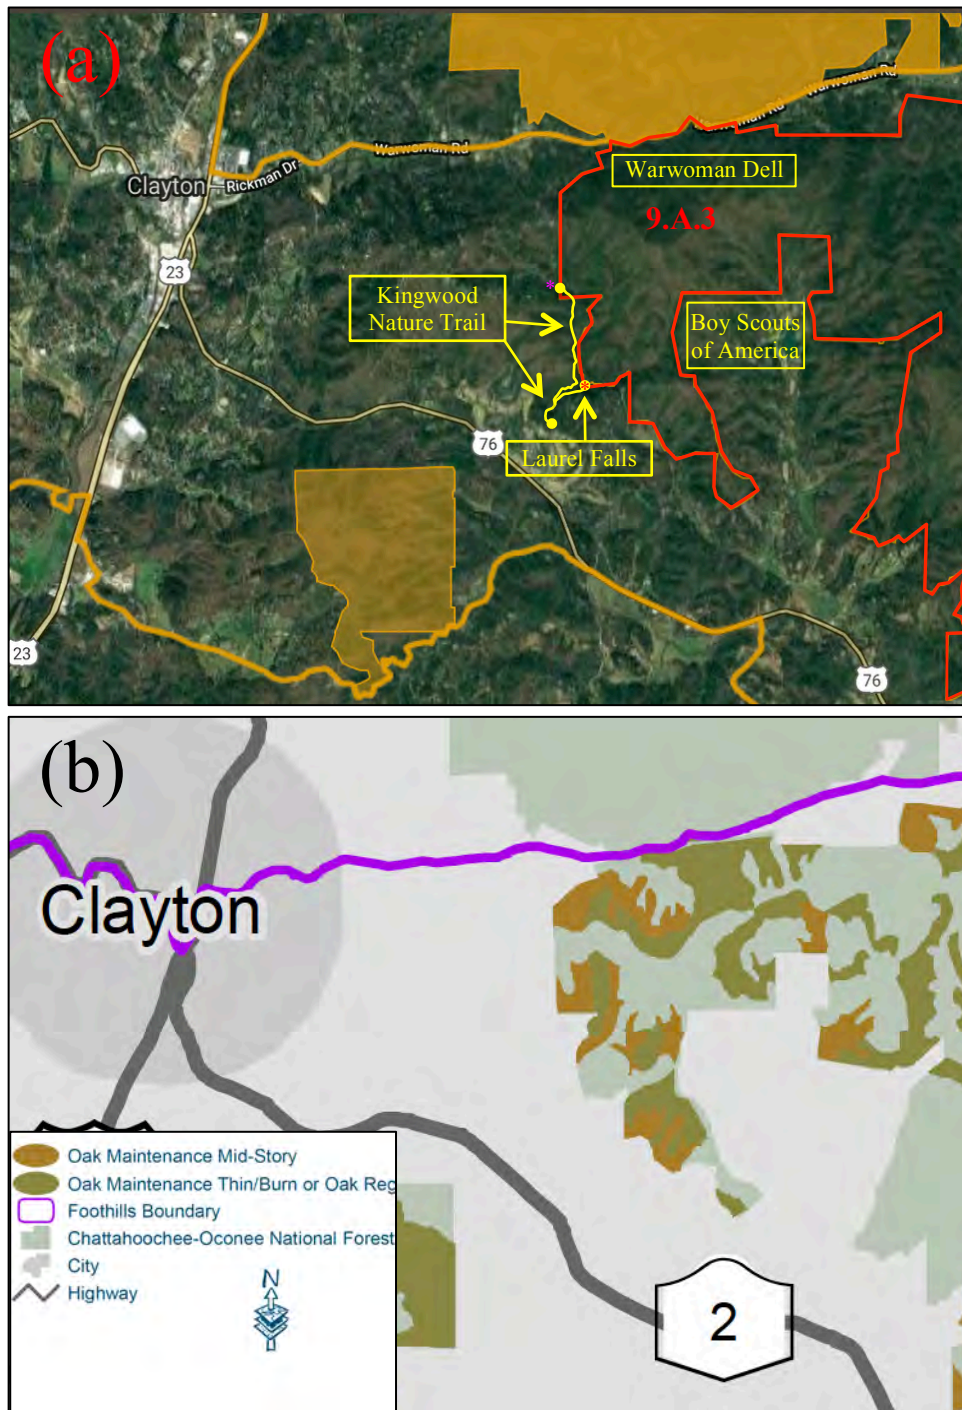 (a)
Warwoman Rd
Warwoman Rd
Warwoman Rd
Clayton
Rickman Dr
Warwoman Dell
9.A.3
23
*
Kingwood
Nature Trail
Boy Scouts
of America
*
76
Laurel Falls
23
76
(b)
Clayton
Oak Maintenance Mid-Story
Oak Maintenance Thin/Burn or Oak Reg
Foothills Boundary
Chattahoochee-Oconee National Forest
City
Highway
N
2